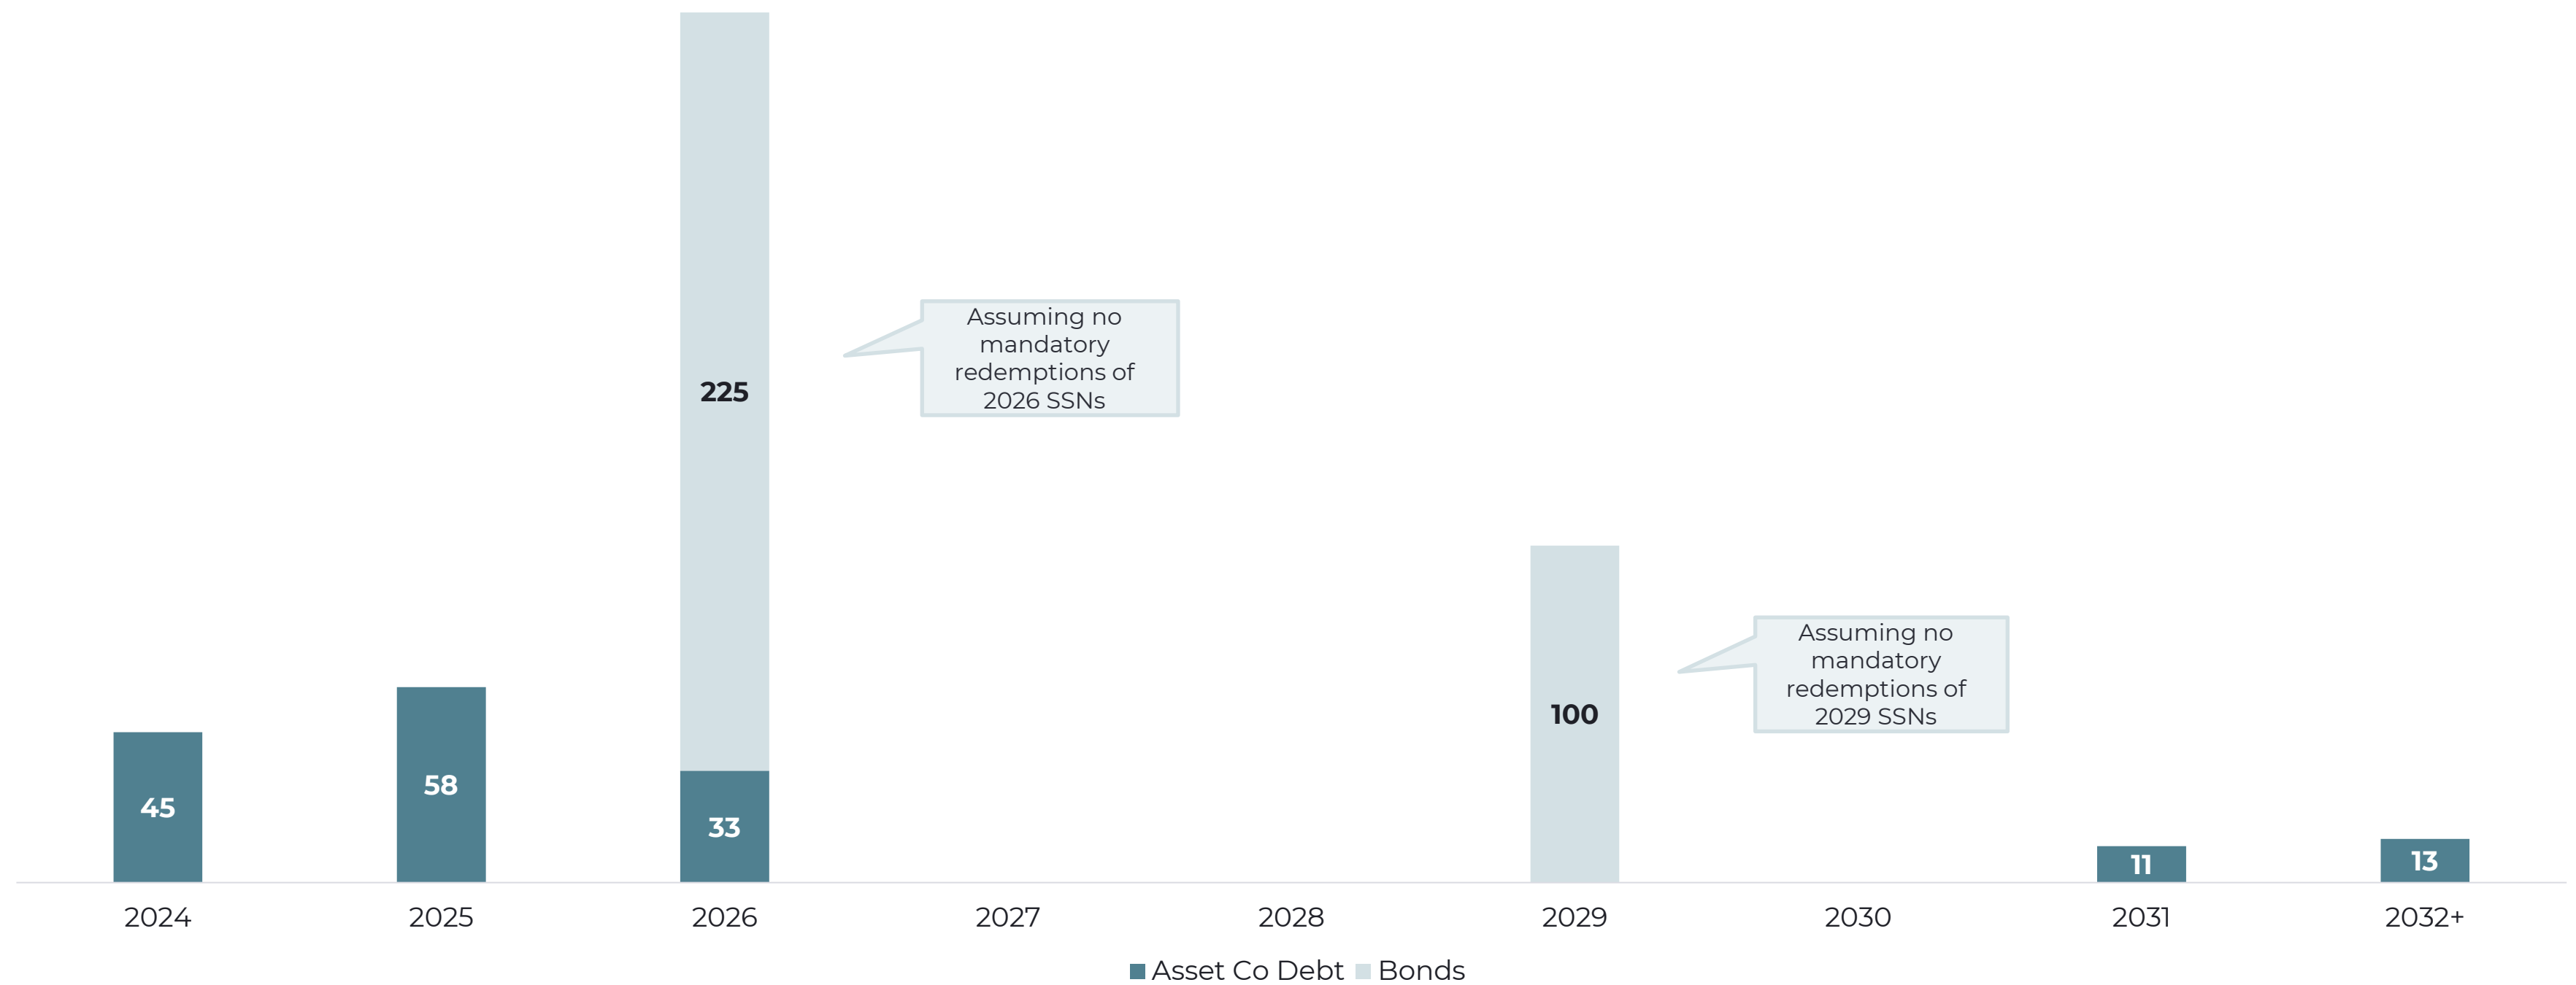 225
Assuming no
mandatory
redemptions of
2026 SSNs
Assuming no
mandatory
redemptions of
2029 SSNs
100
58
45
33
11
13
2024
2025
2026
2027
2028
2029
2030
2031
2032+
Asset Co Debt
Bonds